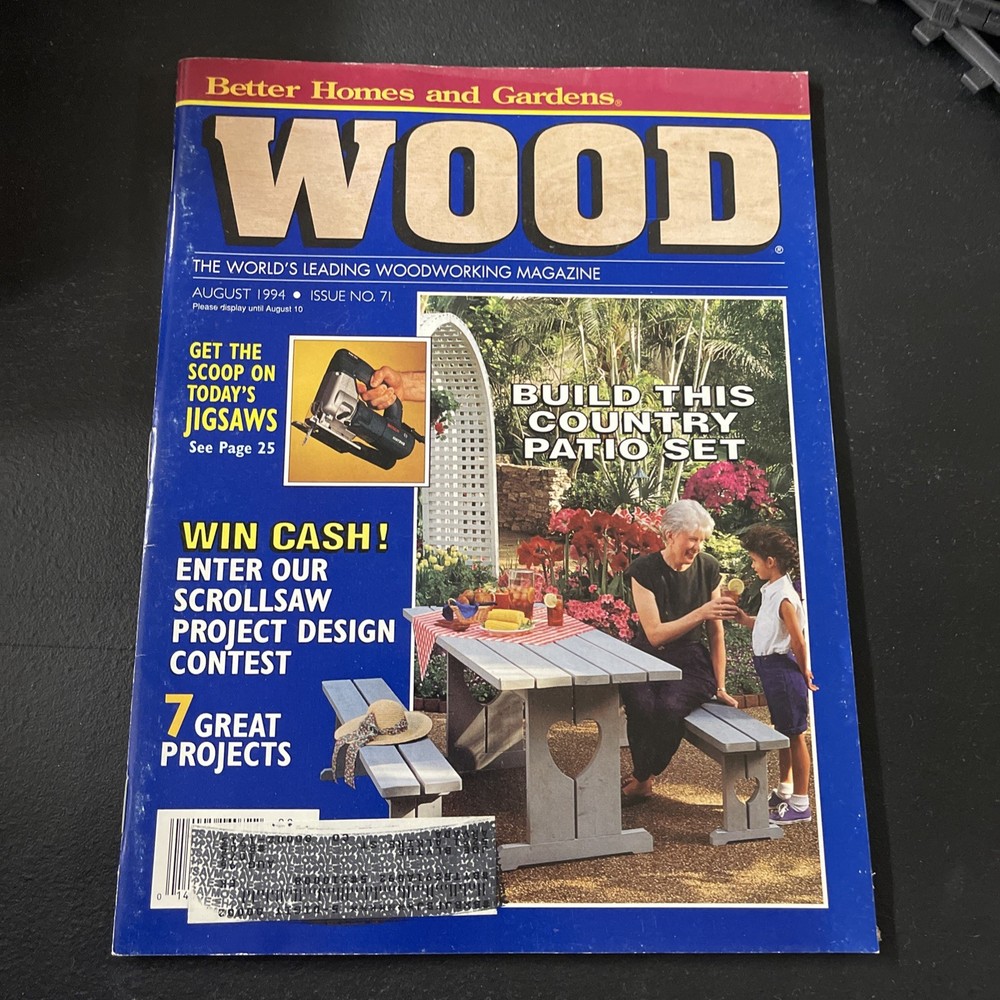 Better Homes and Gardens®
WOOD®
THE WORLD'S LEADING WOODWORKING MAGAZINE
AUGUST 1994 ● ISSUE NO. 71
Please display until August 10
GET THE
SCOOP ON
TODAY'S
JIGSAWS
See Page 25
BUILD THIS
COUNTRY
PATIO SET
WIN CASH!
ENTER OUR
SCROLLSAW
PROJECT DESIGN
CONTEST
7 GREAT
PROJECTS